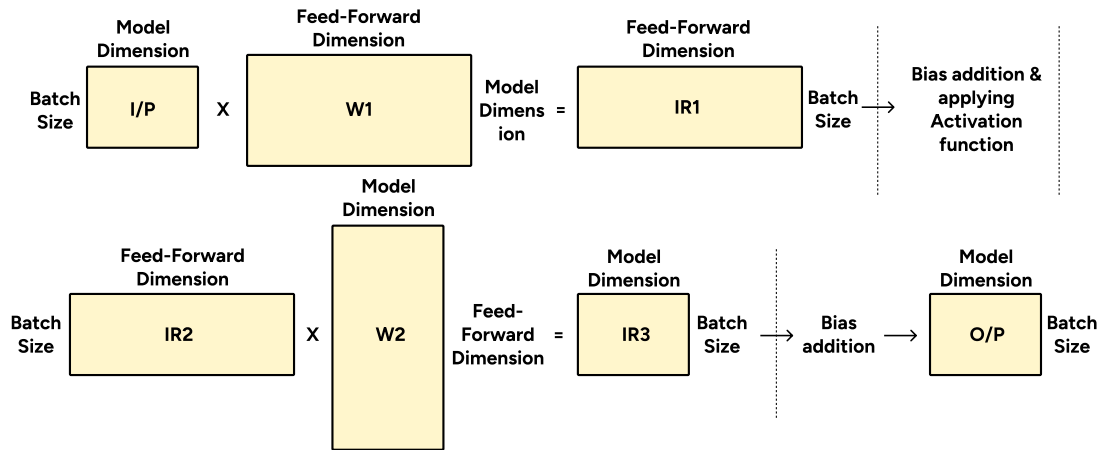 Model
Dimension
Feed-Forward
Dimension
Feed-Forward
Dimension
Batch
Size
I/P
X
W1
Model
Dimens
ion
=
IR1
Batch
Size
Bias addition &
applying
Activation
function
Model
Dimension
Feed-Forward
Dimension
Model
Dimension
Model
Dimension
Batch
Size
IR2
X
W2
Feed-
Forward
Dimension
=
IR3
Batch
Size
Bias
addition
O/P
Batch
Size